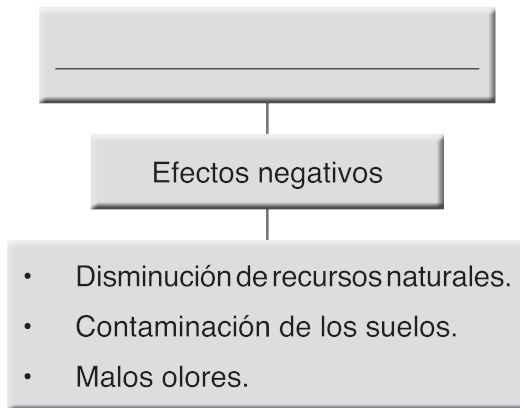 Efectos negativos
• Disminución de recursos naturales.
• Contaminación de los suelos.
• Malos olores.